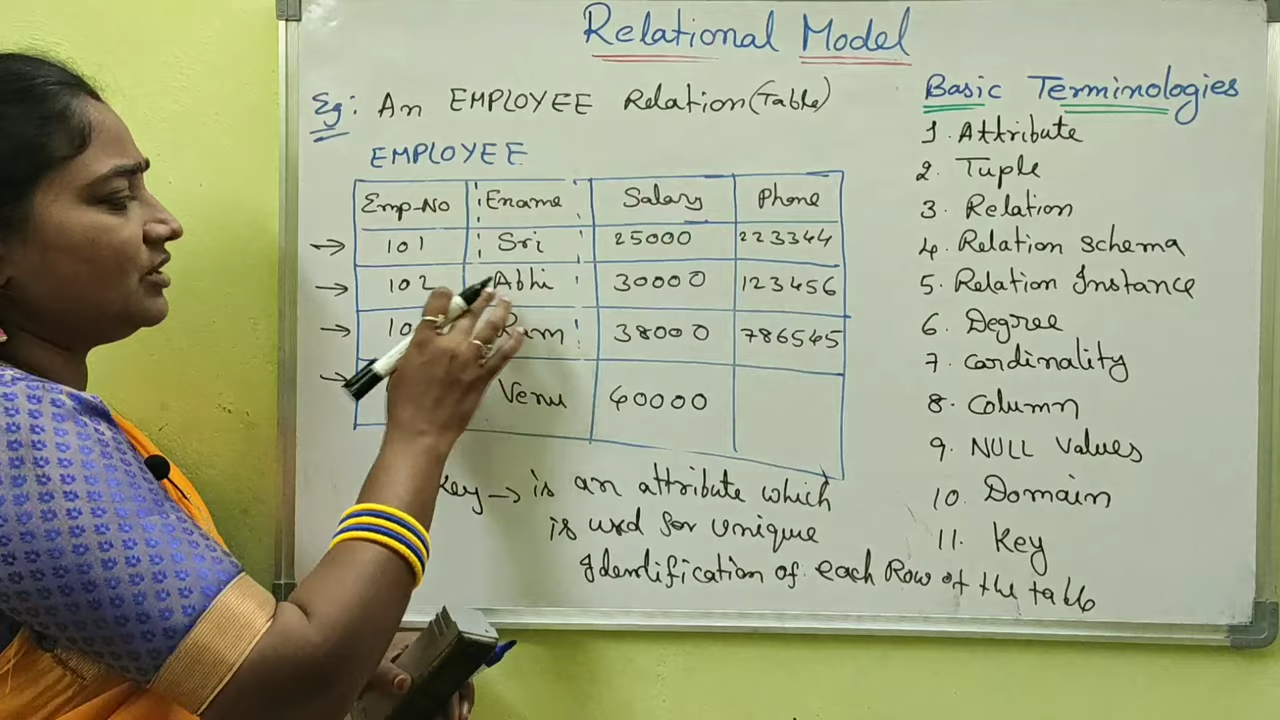 Relational Model
Eg: An EMPLOYEE Relation (Table)
EMPLOYEE
Emp-No Ename Salary Phone
101 Sri 25000 223344
102 Abhi 30000 123456
Ram 38000 786545
Venu 40000
Key → is an attribute which
is used for unique
Identification of each Row of the table
Basic Terminologies
1. Attribute
2. Tuple
3. Relation
4. Relation Schema
5. Relation Instance
6. Degree
7. Cardinality
8. Column
9. NULL Values
10. Domain
11. Key